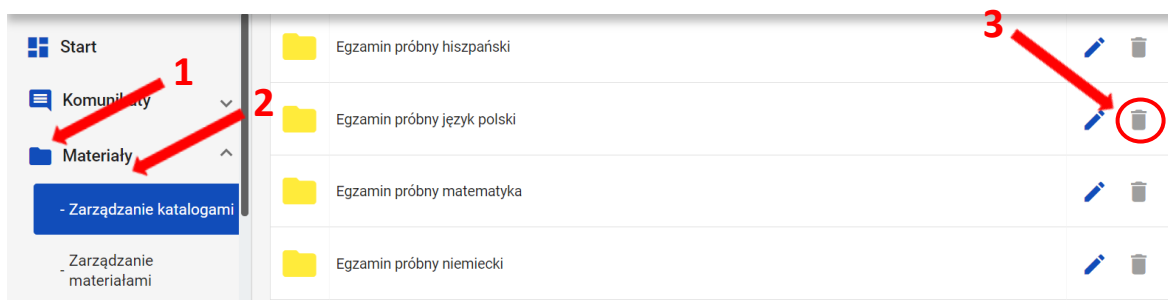 Start
1
Komunikaty
2
Materiały
- Zarządzanie katalogami
- Zarządzanie
materiałami
3
Egzamin próbny hiszpański
Egzamin próbny język polski
Egzamin próbny matematyka
Egzamin próbny niemiecki